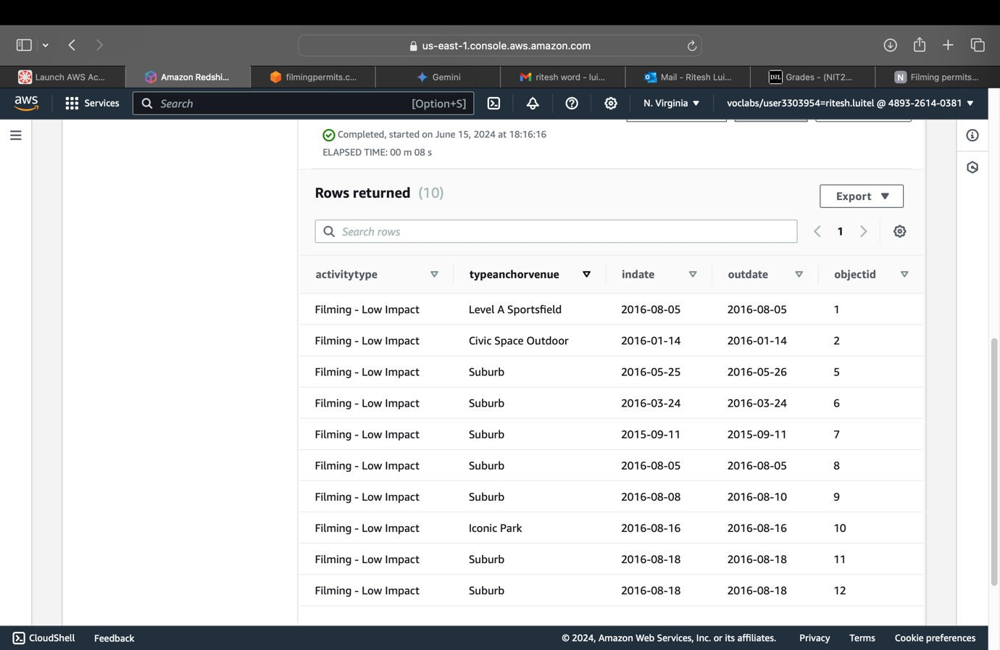 us-east-1.console.aws.amazon.com
Launch AWS Ac...
Amazon Redshi...
filmingpermits.c...
Gemini
ritesh word - lui...
Mail - Ritesh Lui...
D2L Grades - (NIT2...
N Filming permits...
aws Services Search [Option+S] N. Virginia ▼ voclabs/user3303954=ritesh.luitel @ 4893-2614-0381 ▼
Completed, started on June 15, 2024 at 18:16:16
ELAPSED TIME: 00 m 08 s
Rows returned (10)
Export ▼
Search rows
1
activitytype typeanchorvenue indate outdate objectid
Filming - Low Impact Level A Sportsfield 2016-08-05 2016-08-05 1
Filming - Low Impact Civic Space Outdoor 2016-01-14 2016-01-14 2
Filming - Low Impact Suburb 2016-05-25 2016-05-26 5
Filming - Low Impact Suburb 2016-03-24 2016-03-24 6
Filming - Low Impact Suburb 2015-09-11 2015-09-11 7
Filming - Low Impact Suburb 2016-08-05 2016-08-05 8
Filming - Low Impact Suburb 2016-08-08 2016-08-10 9
Filming - Low Impact Iconic Park 2016-08-16 2016-08-16 10
Filming - Low Impact Suburb 2016-08-18 2016-08-18 11
Filming - Low Impact Suburb 2016-08-18 2016-08-18 12
CloudShell Feedback © 2024, Amazon Web Services, Inc. or its affiliates. Privacy Terms Cookie preferences